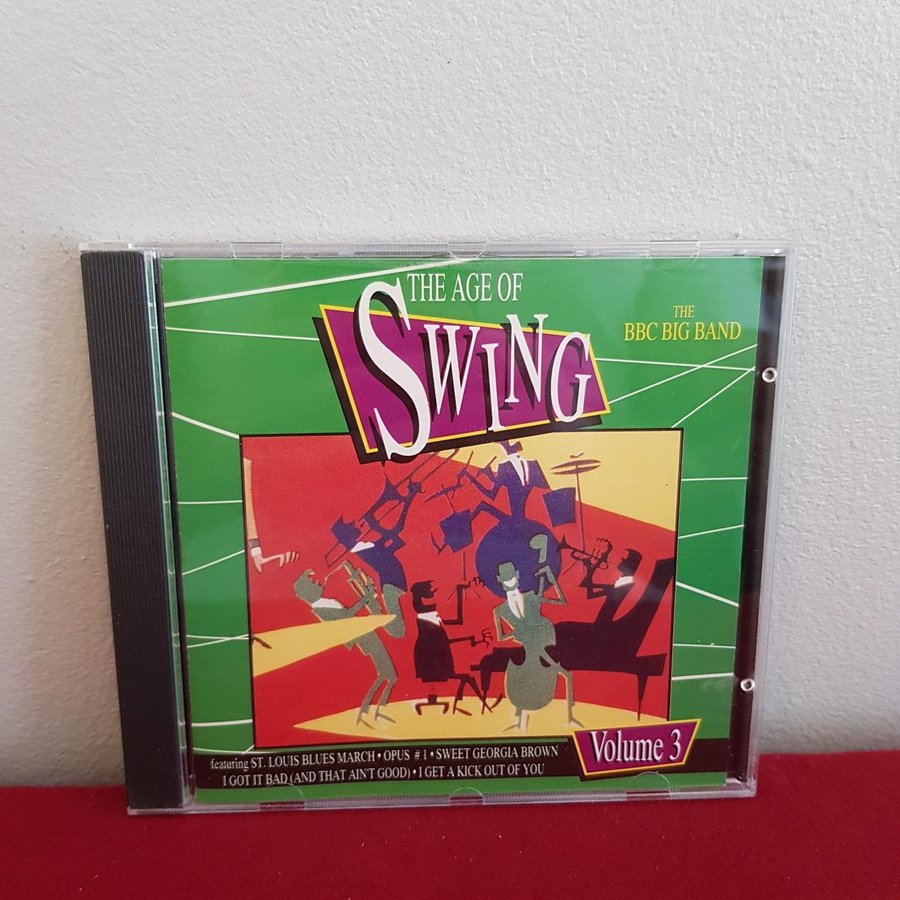 THE AGE OF
SWING
THE
BBC BIG BAND
featuring ST. LOUIS BLUES MARCH • OPUS #1 • SWEET GEORGIA BROWN
I GOT IT BAD (AND THAT AIN'T GOOD) • I GET A KICK OUT OF YOU
Volume 3